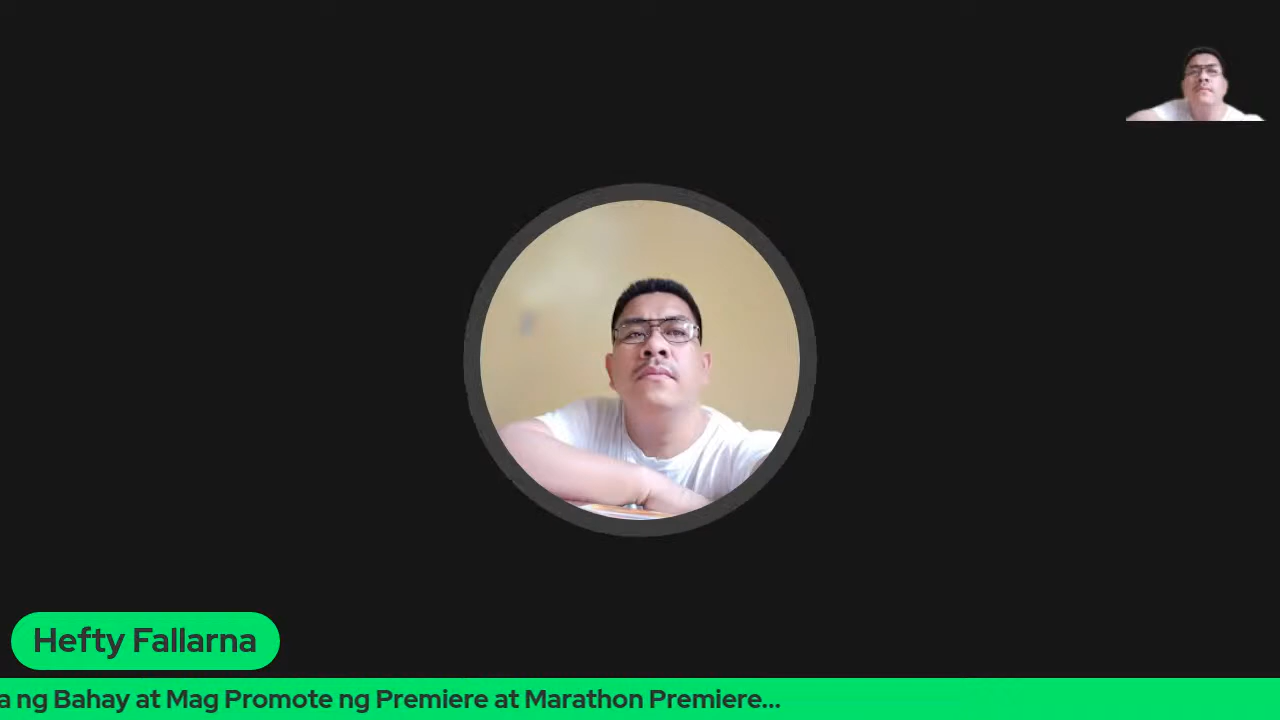 Hefty Fallarna
a ng Bahay at Mag Promote ng Premiere at Marathon Premiere...